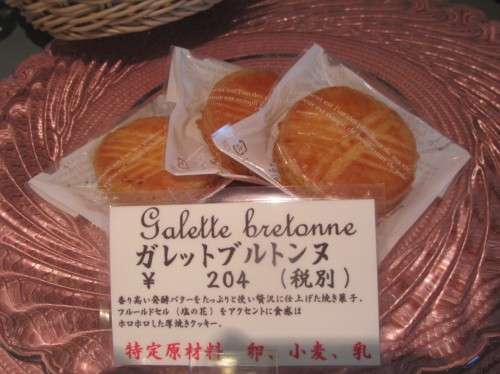 Galette bretonne
ガレットブルトンヌ
￥ 204 (税別)
香り高い発酵バターをたっぷりと使い贅沢に仕上げた焼き菓子、
フルールドセル(塩の花)をアクセントに食感は
ホロホロした厚焼きクッキー。
特定原材料 卵、小麦、乳